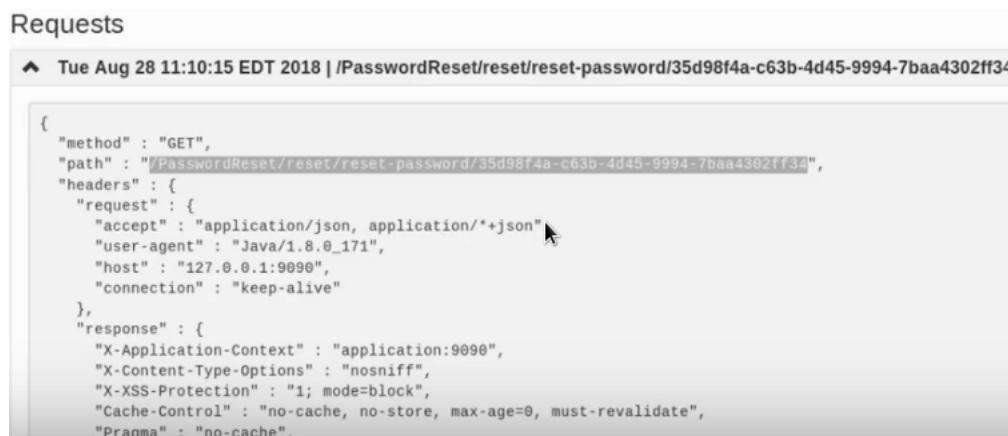 Requests
Tue Aug 28 11:10:15 EDT 2018 | /PasswordReset/reset/reset-password/35d98f4a-c63b-4d45-9994-7baa4302ff34
{
"method" : "GET",
"path" : "/PasswordReset/reset/reset-password/35d98f4a-c63b-4d45-9994-7baa4302ff34",
"headers" : {
"request" : {
"accept" : "application/json, application/*+json",
"user-agent" : "Java/1.8.0_171",
"host" : "127.0.0.1:9090",
"connection" : "keep-alive"
},
"response" : {
"X-Application-Context" : "application:9090",
"X-Content-Type-Options" : "nosniff",
"X-XSS-Protection" : "1; mode=block",
"Cache-Control" : "no-cache, no-store, max-age=0, must-revalidate",
"Pragma" : "no-cache",